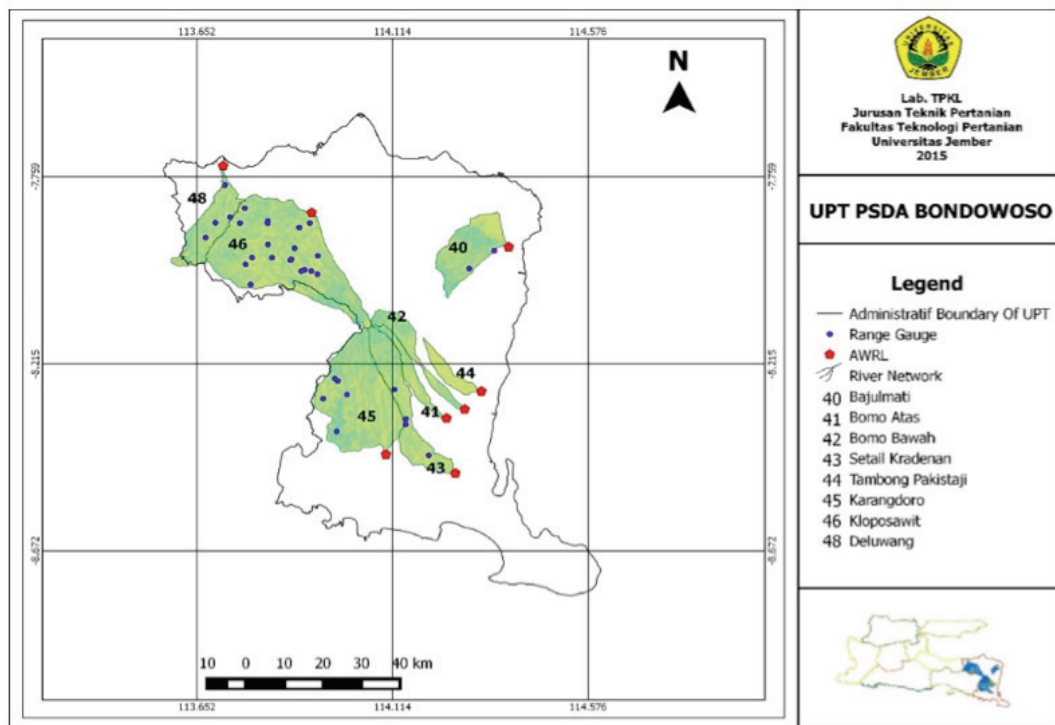 113.652
114.114
114.576
-7.759
-8.215
-8.672
-7.759
-8.215
-8.672
N
48
46
40
42
44
41
45
43
10 0 10 20 30 40 km
113.652
114.114
114.576
UNIVERSITAS
JEMBER
Lab. TPKL
Jurusan Teknik Pertanian
Fakultas Teknologi Pertanian
Universitas Jember
2015
UPT PSDA BONDOWOSO
Legend
Administratif Boundary Of UPT
Range Gauge
AWRL
River Network
40 Bajulmati
41 Bomo Atas
42 Bomo Bawah
43 Setail Kradenan
44 Tambong Pakistaji
45 Karangdoro
46 Kloposawit
48 Deluwang